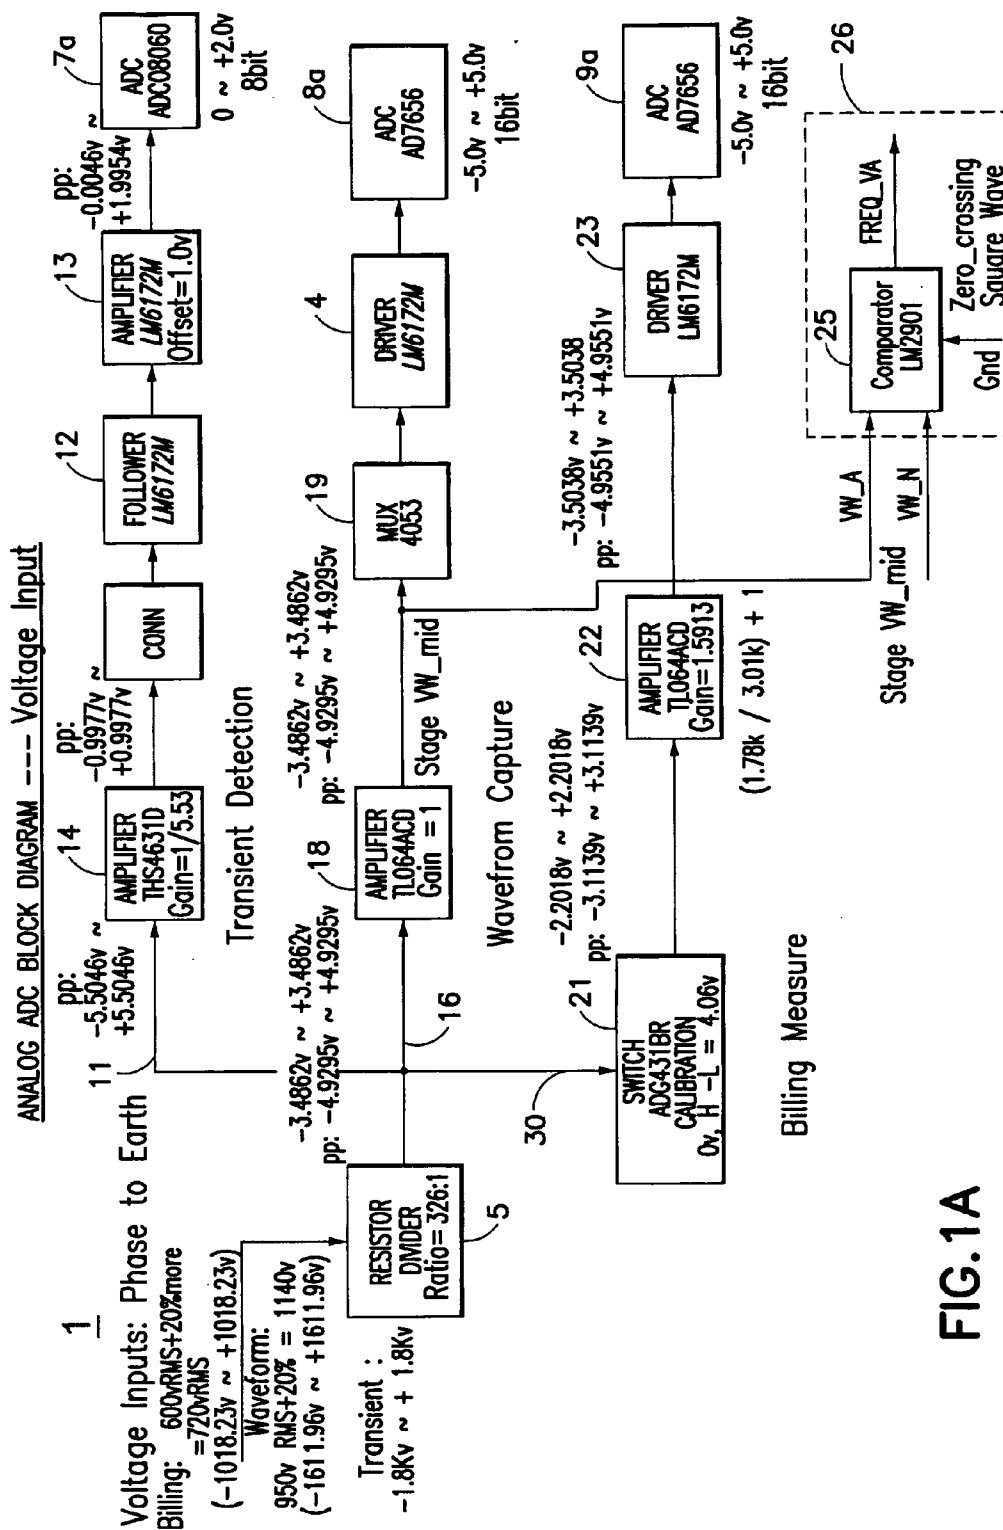 ANALOG ADC BLOCK DIAGRAM --- Voltage Input
1
Voltage Inputs: Phase to Earth
Billing: 600vRMS+20%more
=720vRMS
(-1018.23v ~ +1018.23v)
Waveform:
950v RMS+20% = 1140v
(-1611.96v ~ +1611.96v)
Transient :
-1.8Kv ~ + 1.8Kv
RESISTOR
DIVIDER
Ratio=326:1
5
11
pp:
-5.5046v ~
+5.5046v
14
AMPLIFIER
THS4631D
Gain=1/5.53
pp:
-0.9977v ~
+0.9977v
CONN
12
FOLLOWER
LM6172M
13
AMPLIFIER
LM6172M
Offset=1.0v
pp:
-0.0046v ~
+1.9954v
7a
ADC
ADC08060
0 ~ +2.0v
8bit
Transient Detection
-3.4862v ~ +3.4862v
pp: -4.9295v ~ +4.9295v
16
18
AMPLIFIER
TL064ACD
Gain =1
-3.4862v ~ +3.4862v
pp: -4.9295v ~ +4.9295v
Stage VW_mid
19
MUX
4053
4
DRIVER
LM6172M
8a
ADC
AD7656
-5.0v ~ +5.0v
16bit
Wavefrom Capture
30
21
SWITCH
ADG431BR
CALIBRATION
0v, H -L = 4.06v
-2.2018v ~ +2.2018v
pp: -3.1139v ~ +3.1139v
22
AMPLIFIER
TL064ACD
Gain=1.5913
(1.78k / 3.01k) + 1
-3.5038v ~ +3.5038
pp: -4.9551v ~ +4.9551v
23
DRIVER
LM6172M
9a
ADC
AD7656
-5.0v ~ +5.0v
16bit
Billing Measure
Stage VW_mid
VW_A
VW_N
25
Comparator
LM2901
Gnd
FREQ_VA
Zero_crossing
Square Wave
26
FIG.1A